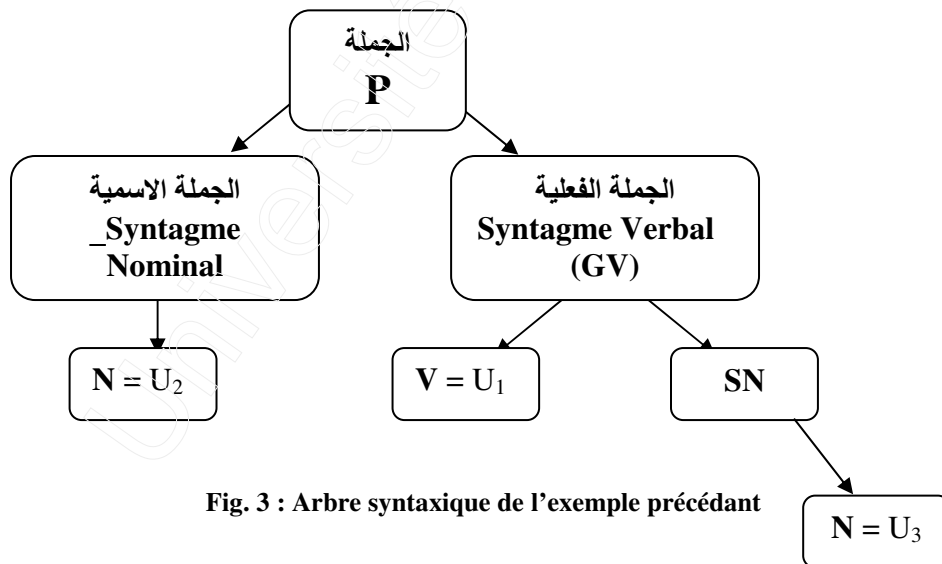 الجملة
P
الجملة الاسمية
_Syntagme
Nominal
الجملة الفعلية
Syntagme Verbal
(GV)
N = U₂
V = U₁
SN
Fig. 3 : Arbre syntaxique de l’exemple précédant
N = U₃
Université